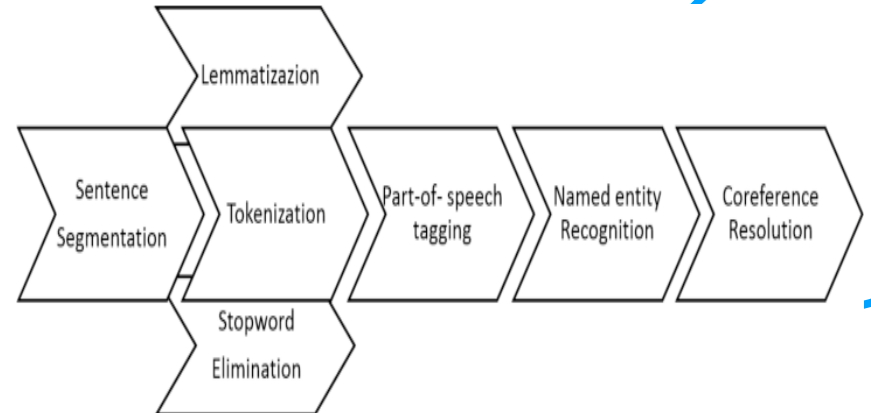 Lemmatizazion
Sentence
Segmentation
Tokenization
Part-of- speech
tagging
Named entity
Recognition
Coreference
Resolution
Stopword
Elimination